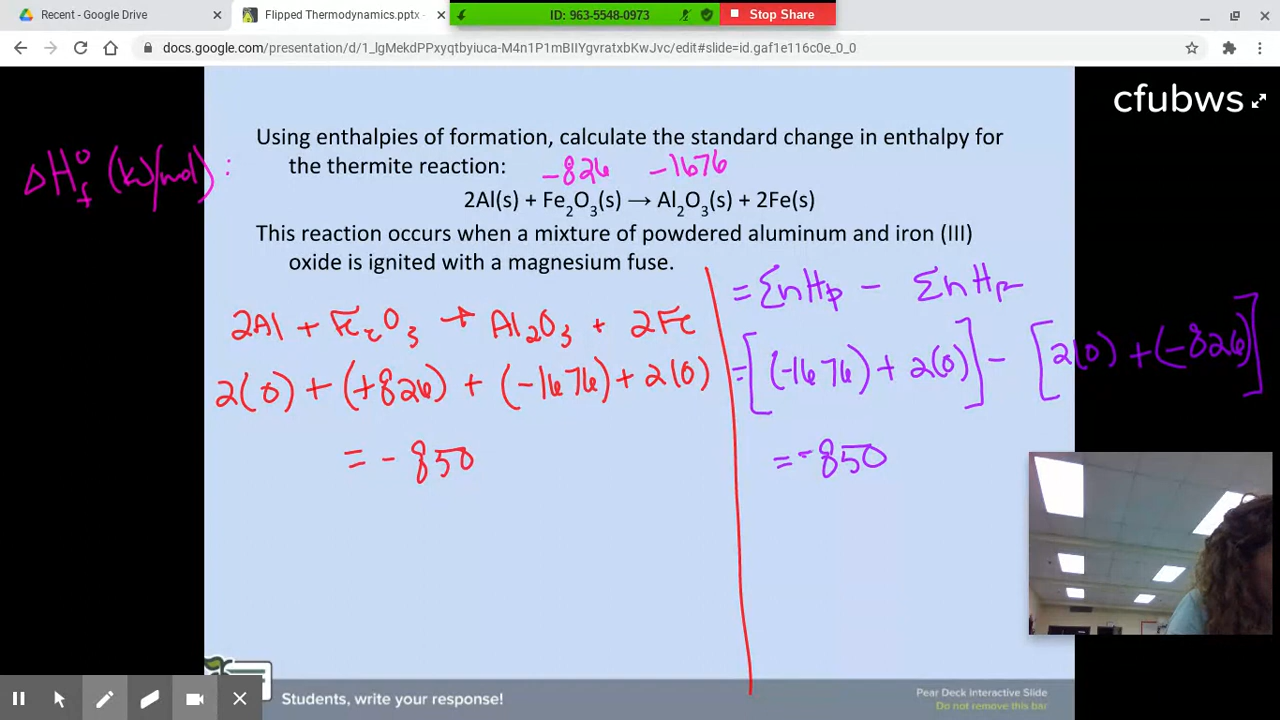 Recent - Google Drive
Flipped Thermodynamics.pptx -
ID: 963-5548-0973
Stop Share
docs.google.com/presentation/d/1_lgMekdPPxyqtbyiuca-M4n1P1mBIIYgvratxbKwJvc/edit#slide=id.gaf1e116c0e_0_0
cfubws
Using enthalpies of formation, calculate the standard change in enthalpy for
the thermite reaction:
ΔH°f (kJ/mol) :
-826 -1676
2Al(s) + Fe₂O₃(s) → Al₂O₃(s) + 2Fe(s)
This reaction occurs when a mixture of powdered aluminum and iron (III)
oxide is ignited with a magnesium fuse.
2Al + Fe₂O₃ → Al₂O₃ + 2Fe
2(0) + (+826) + (-1676) + 2(0)
= -850
= ΣnHp - ΣnHr
= [(-1676) + 2(0)] - [2(0) + (-826)]
= -850
Students, write your response!
Pear Deck Interactive Slide
Do not remove this bar